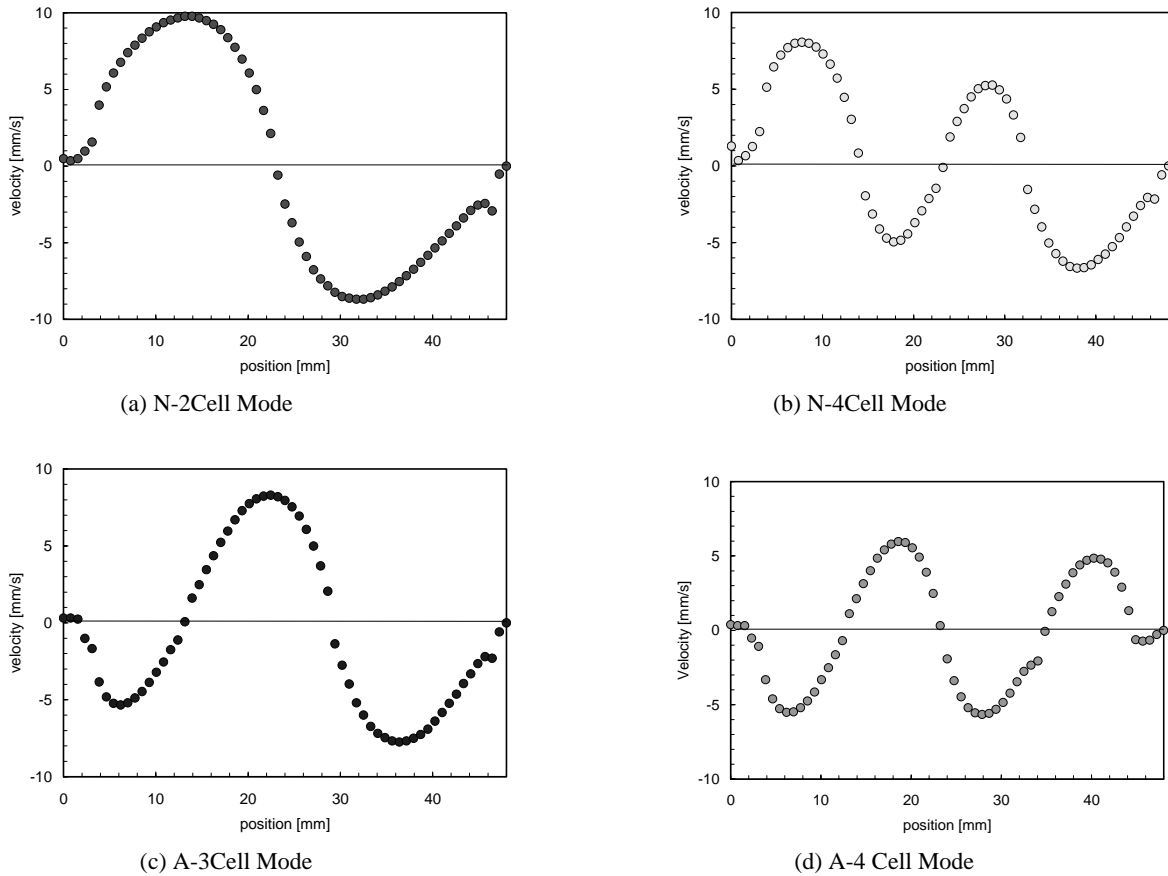 10
5
0
-5
-10
velocity [mm/s]
0 10 20 30 40
position [mm]
(a) N-2Cell Mode
10
5
0
-5
-10
velocity [mm/s]
0 10 20 30 40
position [mm]
(b) N-4Cell Mode
10
5
0
-5
-10
velocity [mm/s]
0 10 20 30 40
position [mm]
(c) A-3Cell Mode
10
5
0
-5
-10
Velocity [mm/s]
0 10 20 30 40
position [mm]
(d) A-4 Cell Mode